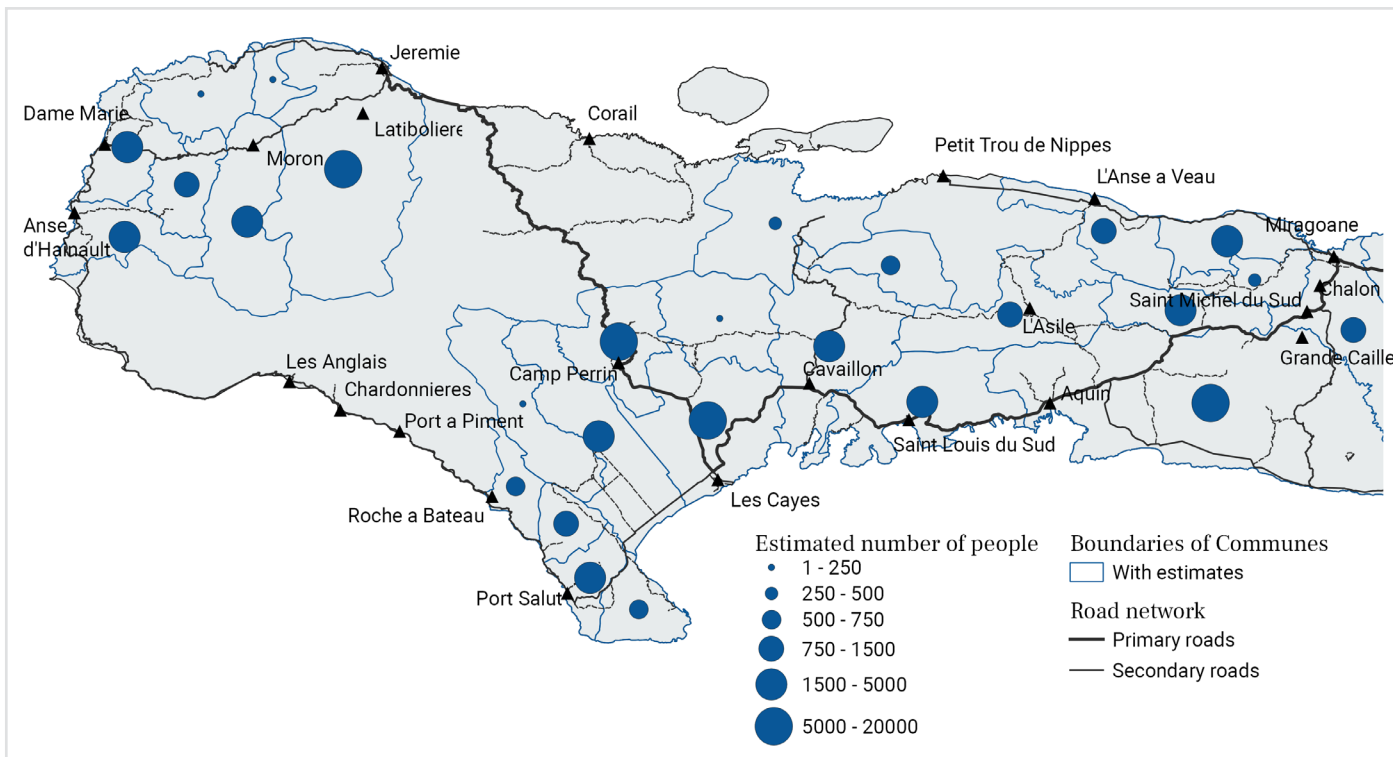 Jeremie
Dame Marie
Corail
Latiboliere
Moron
Petit Trou de Nippes
L'Anse a Veau
Anse
d'Hainault
Miragoane
Chalon
Saint Michel du Sud
L'Asile
Grande Caille
Les Anglais
Camp Perrin
Cavaillon
Chardonnieres
Aquin
Port a Piment
Saint Louis du Sud
Les Cayes
Roche a Bateau
Port Salut
Estimated number of people
1 - 250
250 - 500
500 - 750
750 - 1500
1500 - 5000
5000 - 20000
Boundaries of Communes
With estimates
Road network
Primary roads
Secondary roads